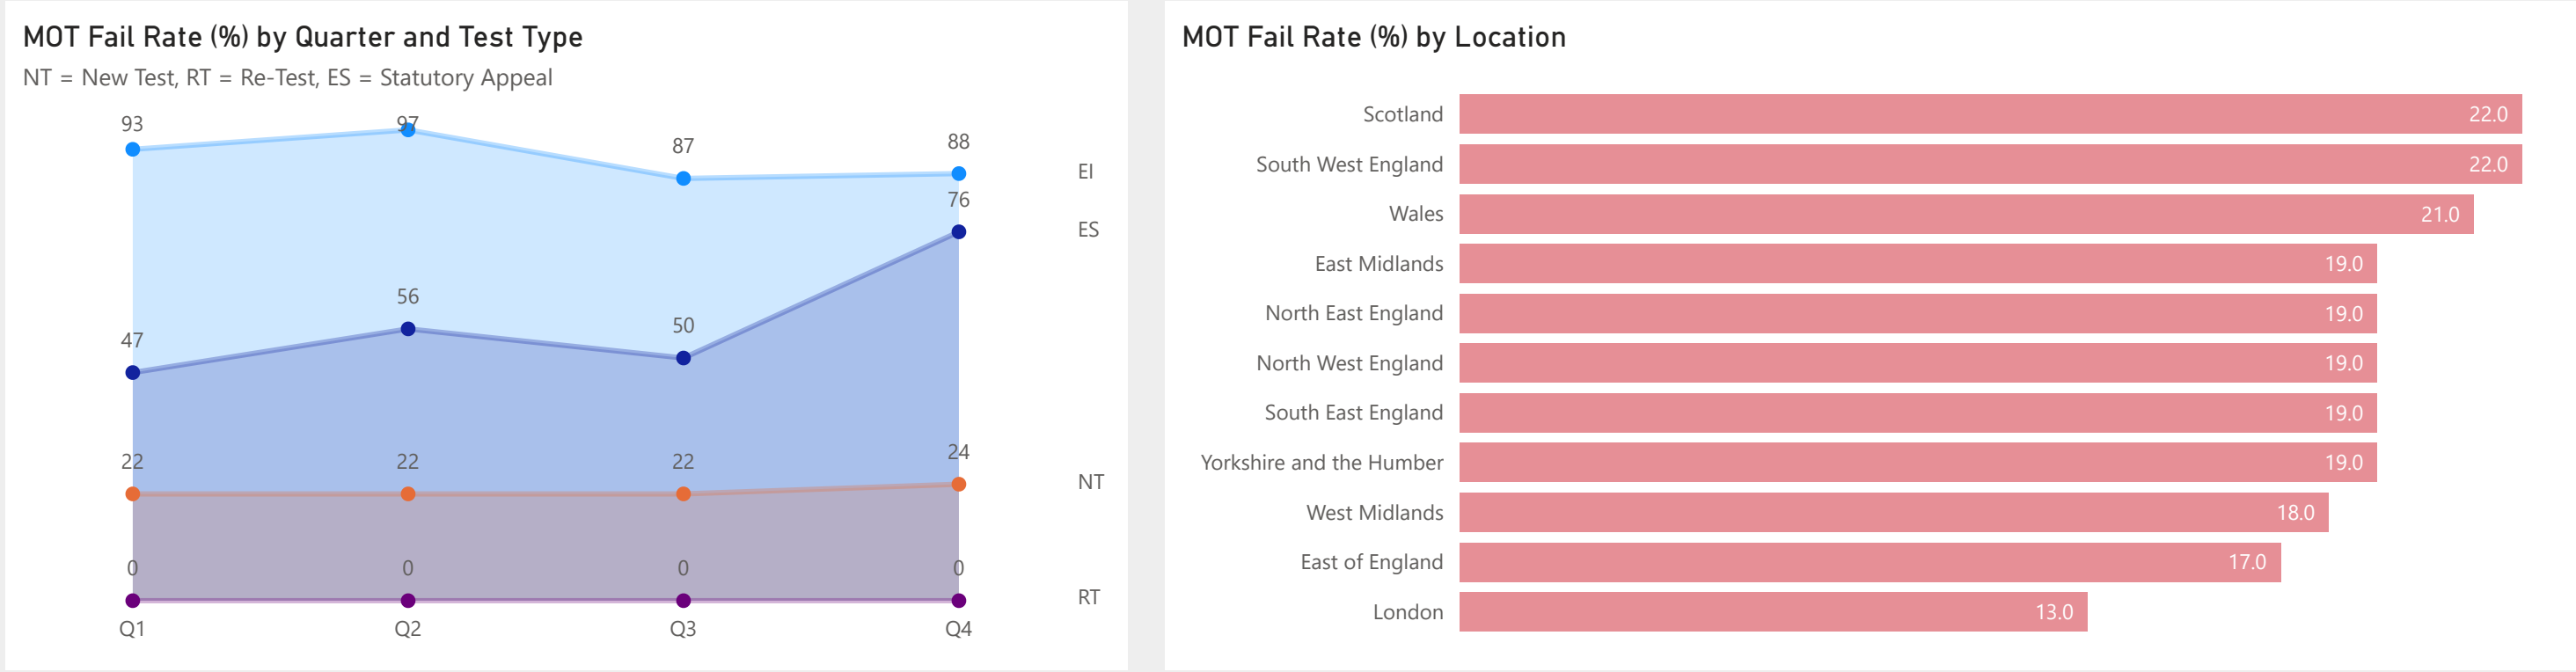 MOT Fail Rate (%) by Quarter and Test Type
NT = New Test, RT = Re-Test, ES = Statutory Appeal
93
97
87
88
EI
76
ES
47
56
50
22
22
22
24
NT
0
0
0
0
RT
Q1
Q2
Q3
Q4
MOT Fail Rate (%) by Location
Scotland 22.0
South West England 22.0
Wales 21.0
East Midlands 19.0
North East England 19.0
North West England 19.0
South East England 19.0
Yorkshire and the Humber 19.0
West Midlands 18.0
East of England 17.0
London 13.0